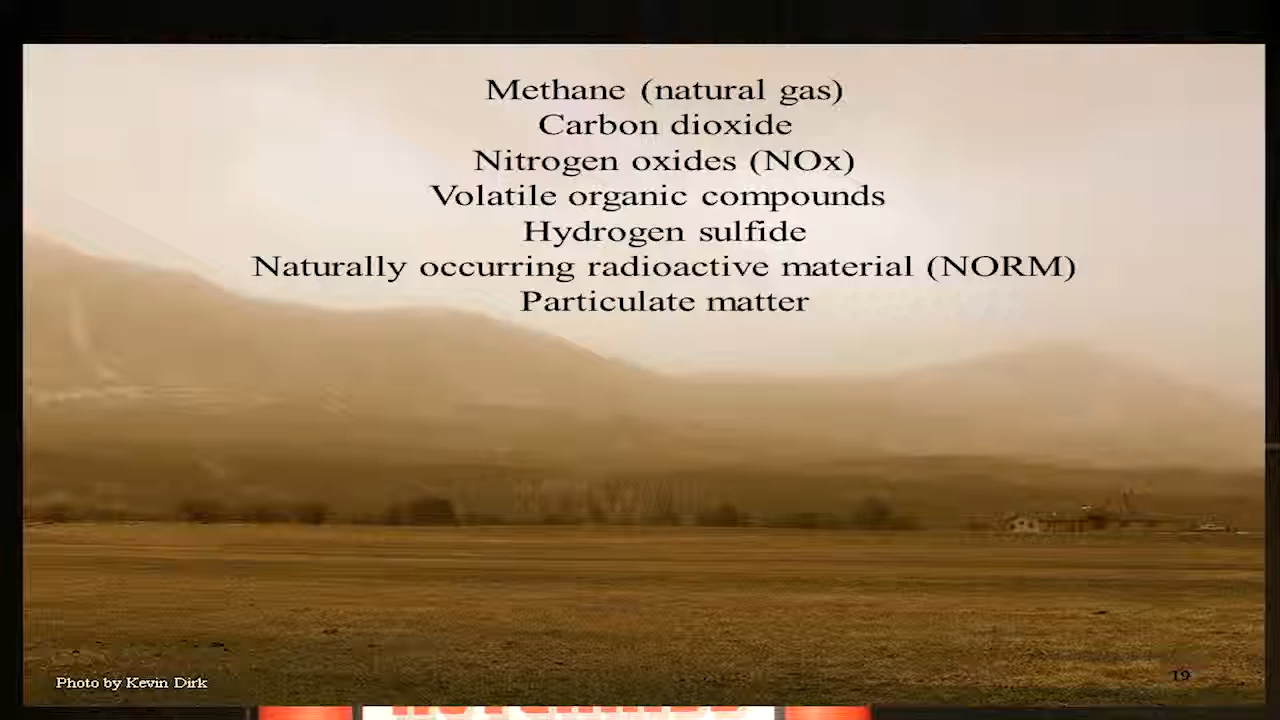 Methane (natural gas)
Carbon dioxide
Nitrogen oxides (NOx)
Volatile organic compounds
Hydrogen sulfide
Naturally occurring radioactive material (NORM)
Particulate matter
Photo by Kevin Dirk
19